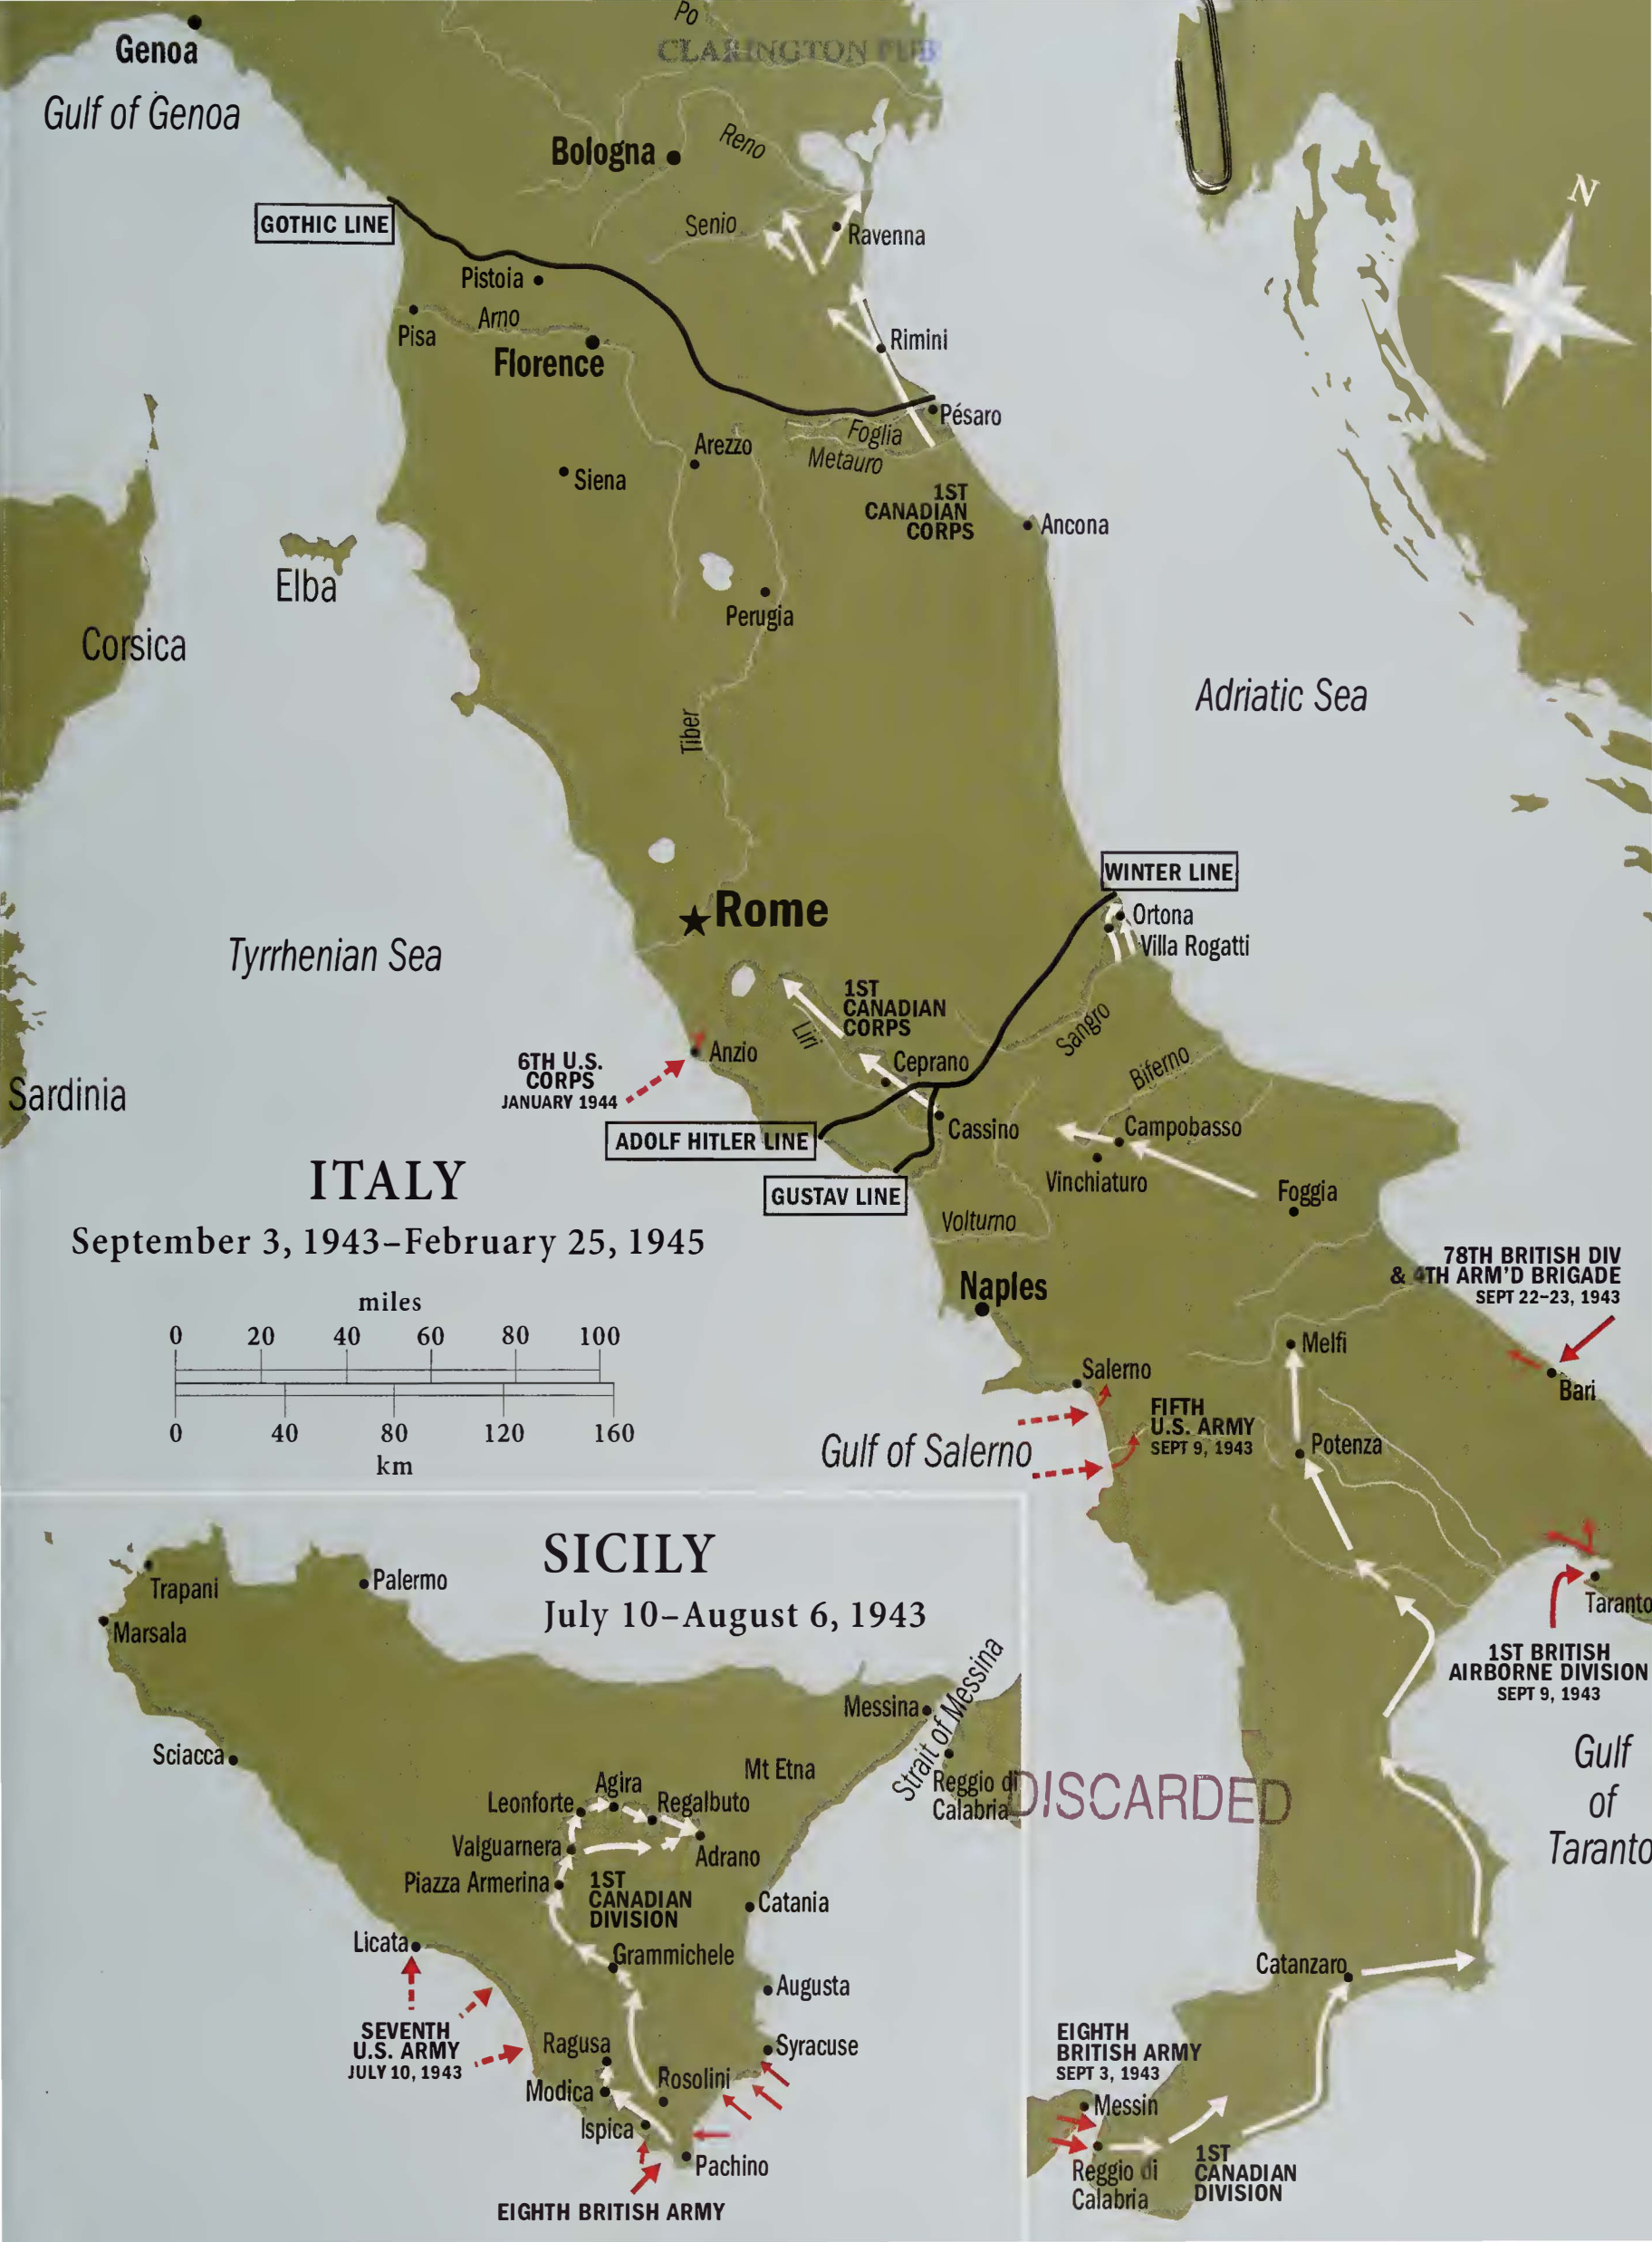 Po
CLARINGTON PUB
Genoa
Gulf of Genoa
Bologna
Reno
GOTHIC LINE
Senio
Ravenna
N
Pistoia
Arno
Pisa
Florence
Rimini
Pésaro
Foglia
Metauro
Arezzo
Siena
1ST
CANADIAN
CORPS
Ancona
Elba
Perugia
Corsica
Adriatic Sea
Tiber
WINTER LINE
Rome
Ortona
Villa Rogatti
Tyrrhenian Sea
1ST
CANADIAN
CORPS
Liri
Sangro
Anzio
Ceprano
Biferno
6TH U.S.
CORPS
JANUARY 1944
Sardinia
ADOLF HITLER LINE
Cassino
Campobasso
Vinchiaturo
GUSTAV LINE
Foggia
Volturno
ITALY
September 3, 1943–February 25, 1945
miles
0 20 40 60 80 100
0 40 80 120 160
km
78TH BRITISH DIV
& 4TH ARM'D BRIGADE
SEPT 22–23, 1943
Naples
Melfi
Bari
Salerno
FIFTH
U.S. ARMY
SEPT 9, 1943
Gulf of Salerno
Potenza
Taranto
1ST BRITISH
AIRBORNE DIVISION
SEPT 9, 1943
Gulf
of
Taranto
SICILY
July 10–August 6, 1943
Trapani
Palermo
Marsala
Messina
Strait of Messina
Sciacca
Mt Etna
Reggio di
Calabria
DISCARDED
Agira
Leonforte
Regalbuto
Valguarnera
Adrano
Piazza Armerina
1ST
CANADIAN
DIVISION
Catania
Licata
Grammichele
Augusta
SEVENTH
U.S. ARMY
JULY 10, 1943
Ragusa
Syracuse
Modica
Rosolini
Ispica
Pachino
EIGHTH BRITISH ARMY
Catanzaro
EIGHTH
BRITISH ARMY
SEPT 3, 1943
Messin
Reggio di
Calabria
1ST
CANADIAN
DIVISION